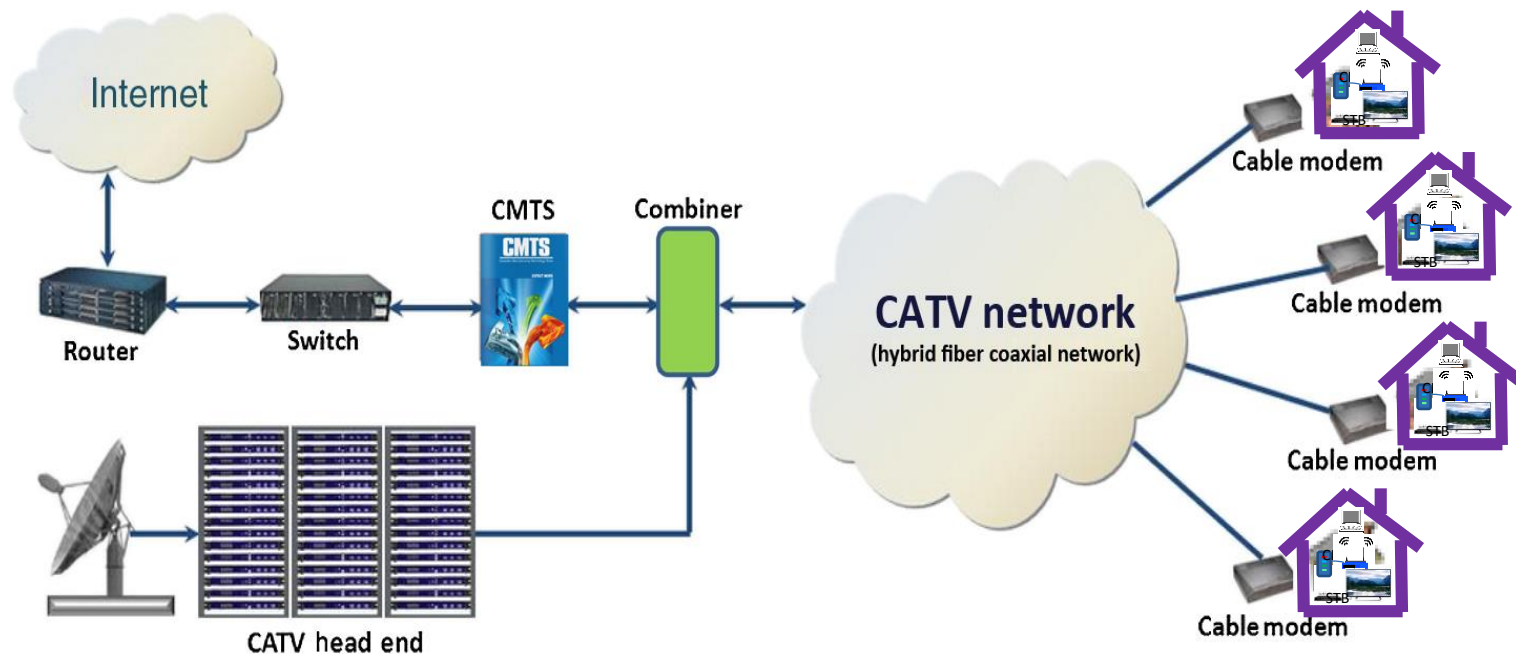 Internet
Router
Switch
CMTS
CMTS
Combiner
CATV head end
CATV network
(hybrid fiber coaxial network)
Cable modem
STB
Cable modem
STB
Cable modem
STB
Cable modem
STB